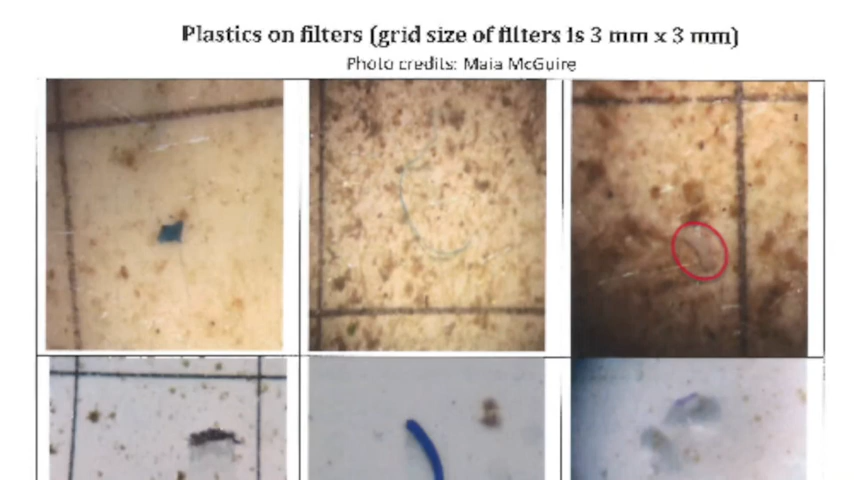 Plastics on filters (grid size of filters is 3 mm x 3 mm)
Photo credits: Maia McGuire